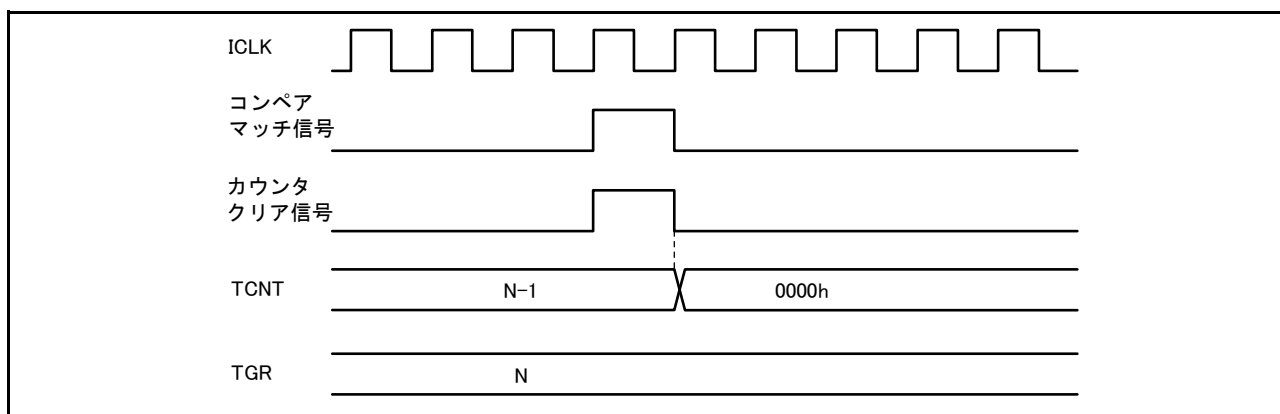 ICLK
コンペア
マッチ信号
カウンタ
クリア信号
TCNT
N-1
0000h
TGR
N